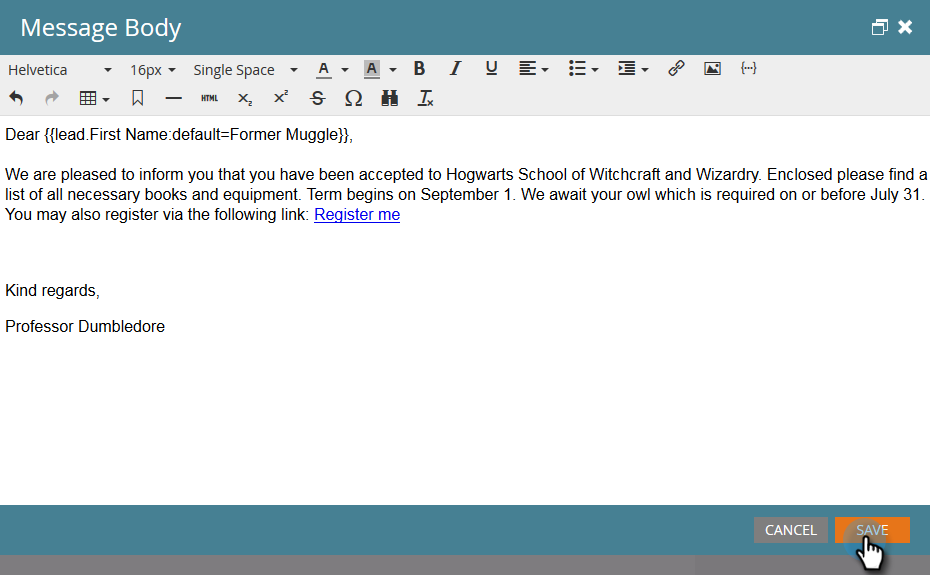 Message Body
Helvetica 16px Single Space A A B I U
HTML x₂ x² S Ω Tx
Dear {{lead.First Name:default=Former Muggle}},
We are pleased to inform you that you have been accepted to Hogwarts School of Witchcraft and Wizardry. Enclosed please find a
list of all necessary books and equipment. Term begins on September 1. We await your owl which is required on or before July 31.
You may also register via the following link: Register me
Kind regards,
Professor Dumbledore
CANCEL SAVE